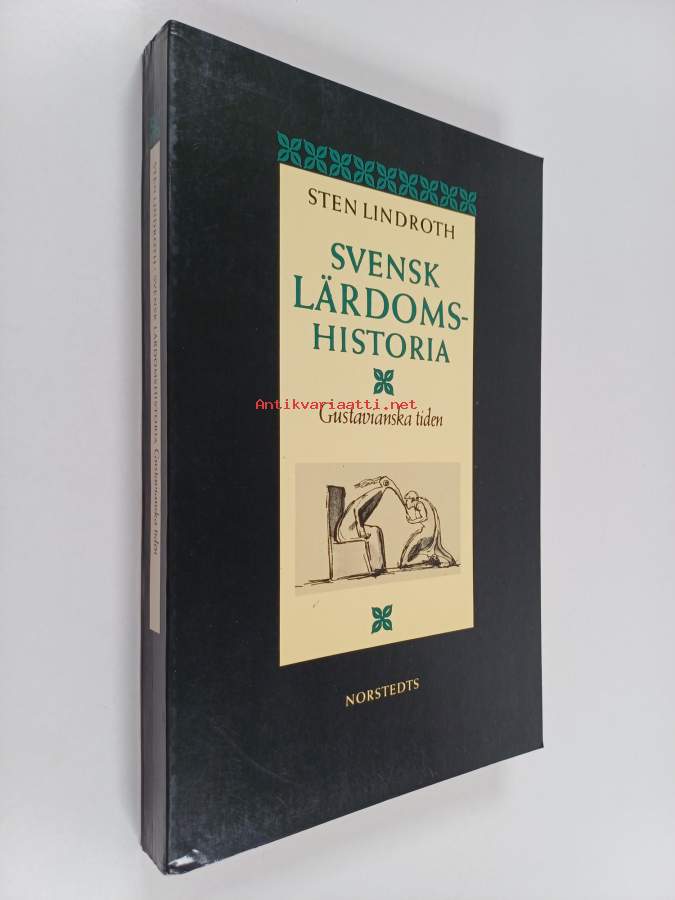 STEN LINDROTH
SVENSK
LÄRDOMS-
HISTORIA
Antikvariaatti.net
Gustavianska tiden
NORSTEDTS
STEN LINDROTH · SVENSK LÄRDOMSHISTORIA Gustavianska tiden